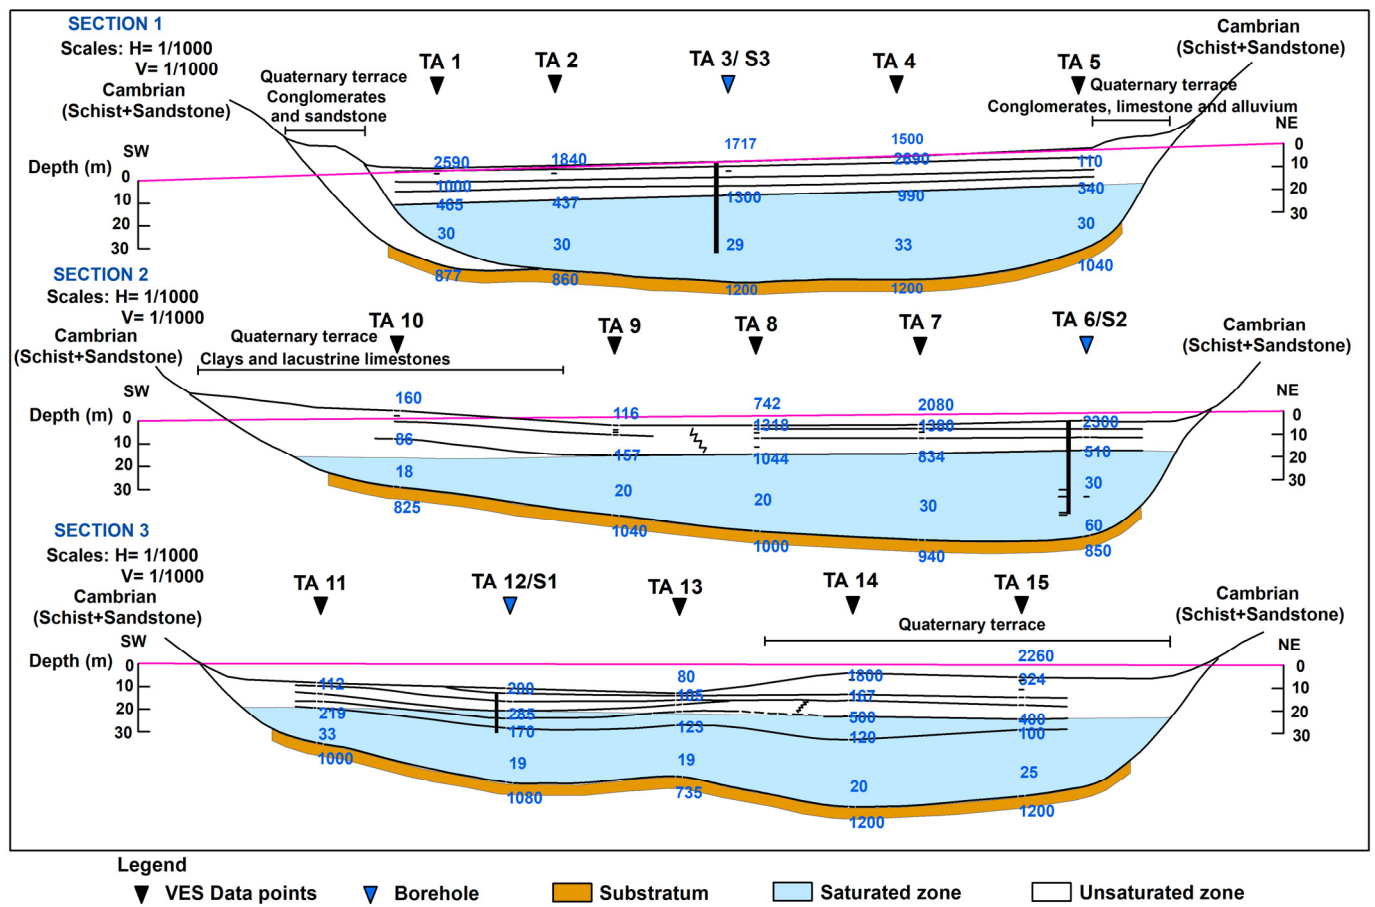 SECTION 1
Scales: H= 1/1000
V= 1/1000
Cambrian
(Schist+Sandstone)
Quaternary terrace
Conglomerates
and sandstone
TA 1
TA 2
TA 3/ S3
TA 4
TA 5
Cambrian
(Schist+Sandstone)
Quaternary terrace
Conglomerates, limestone and alluvium
SW
NE
Depth (m)
0
10
20
30
0
10
20
30
2590
1840
1717
1500
2690
110
1000
465
437
1300
990
340
30
30
29
33
30
877
860
1200
1200
1040
SECTION 2
Scales: H= 1/1000
V= 1/1000
Cambrian
(Schist+Sandstone)
Quaternary terrace
Clays and lacustrine limestones
TA 10
TA 9
TA 8
TA 7
TA 6/S2
Cambrian
(Schist+Sandstone)
SW
NE
Depth (m)
0
10
20
30
0
10
20
30
160
116
742
2080
1318
1380
2300
86
157
1044
834
510
18
20
20
30
30
60
825
1040
1000
940
850
SECTION 3
Scales: H= 1/1000
V= 1/1000
Cambrian
(Schist+Sandstone)
TA 11
TA 12/S1
TA 13
TA 14
TA 15
Cambrian
(Schist+Sandstone)
Quaternary terrace
SW
NE
Depth (m)
0
10
20
30
0
10
20
30
112
200
80
105
1800
167
2260
324
219
285
170
123
500
120
400
100
33
19
19
20
25
1000
1080
735
1200
1200
Legend
VES Data points
Borehole
Substratum
Saturated zone
Unsaturated zone